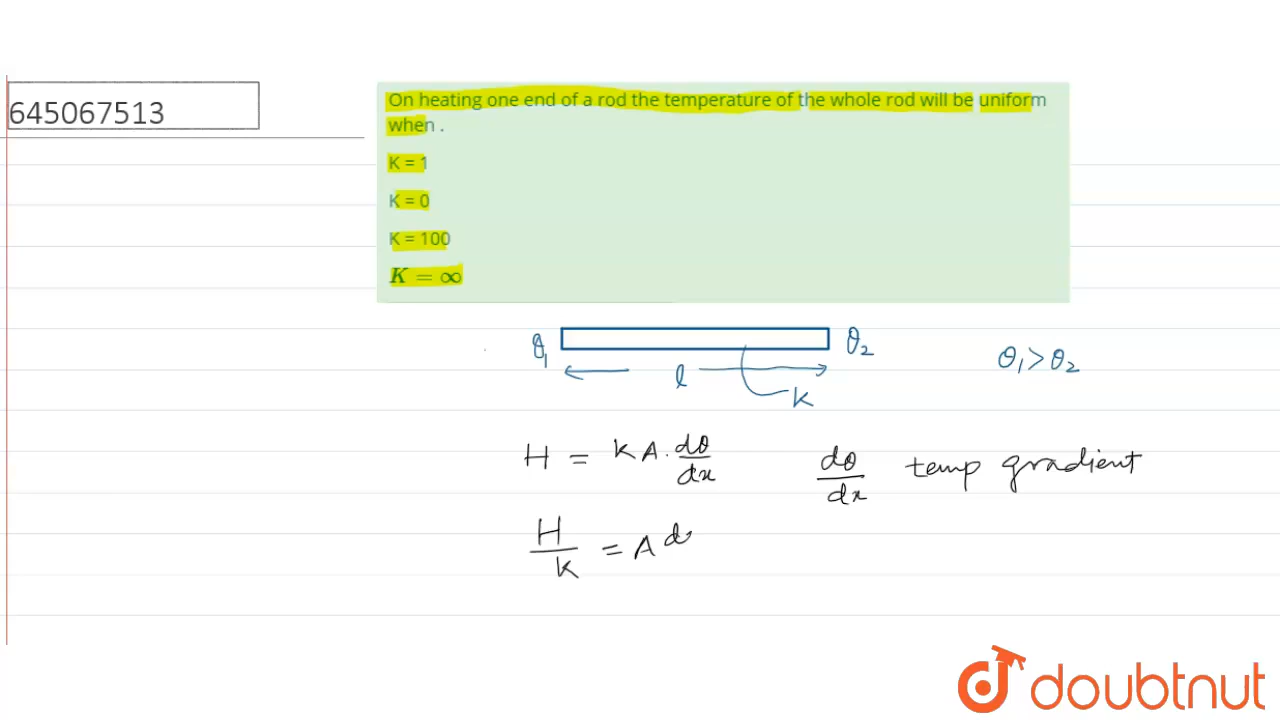 645067513
On heating one end of a rod the temperature of the whole rod will be uniform
when .
K = 1
K = 0
K = 100
K = ∞
θ₁ θ₂ θ₁ > θ₂
l
K
H = KA · dθ/dx dθ/dx temp gradient
H/K = A d
doubtnut